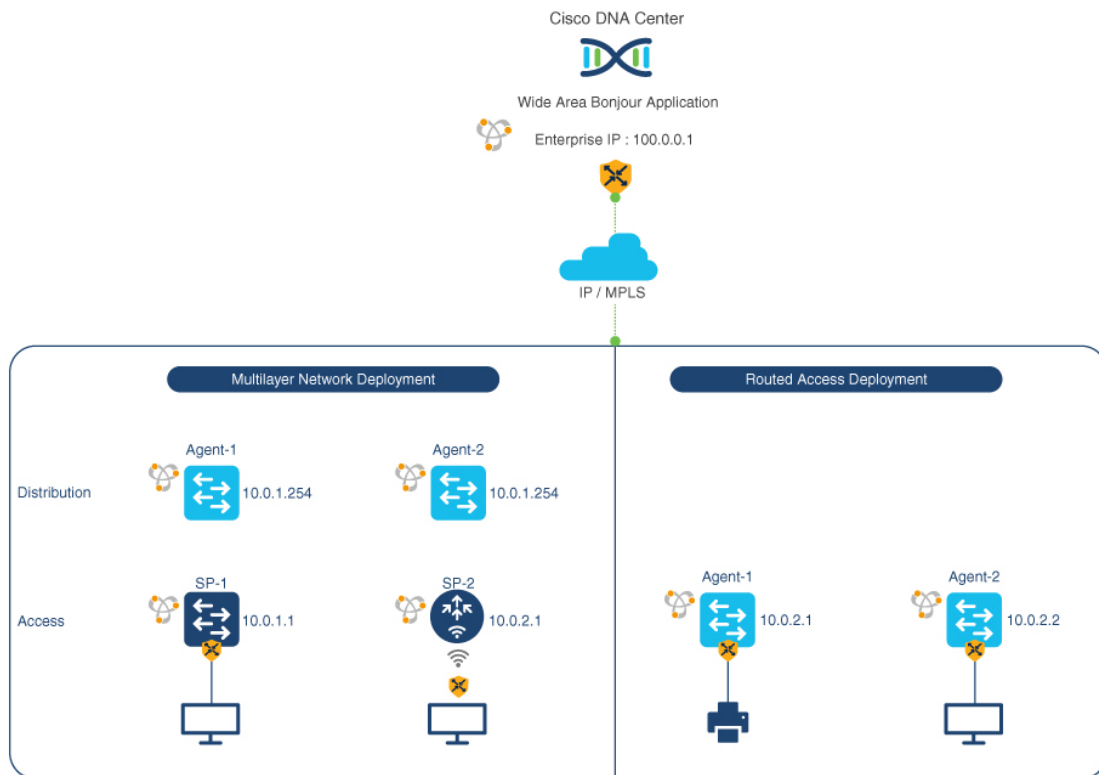 Cisco DNA Center
Wide Area Bonjour Application
Enterprise IP : 100.0.0.1
IP / MPLS
Multilayer Network Deployment
Routed Access Deployment
Agent-1
Agent-2
Distribution
10.0.1.254
10.0.1.254
SP-1
SP-2
Agent-1
Agent-2
Access
10.0.1.1
10.0.2.1
10.0.2.1
10.0.2.2